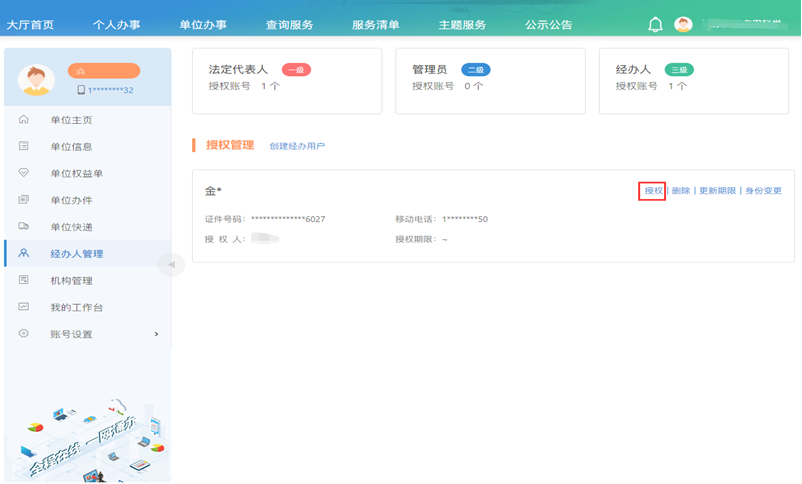 大厅首页 个人办事 单位办事 查询服务 服务清单 主题服务 公示公告
1********32
单位主页
单位信息
单位权益单
单位办件
单位快递
经办人管理
机构管理
我的工作台
账号设置
全程在线 一网通办
法定代表人 一级
授权账号 1 个
管理员 二级
授权账号 0 个
经办人 三级
授权账号 1 个
授权管理 创建经办用户
金*
授权 | 删除 | 更新期限 | 身份变更
证件号码: **************6027 移动电话: 1********50
授 权 人: 授权期限: ~